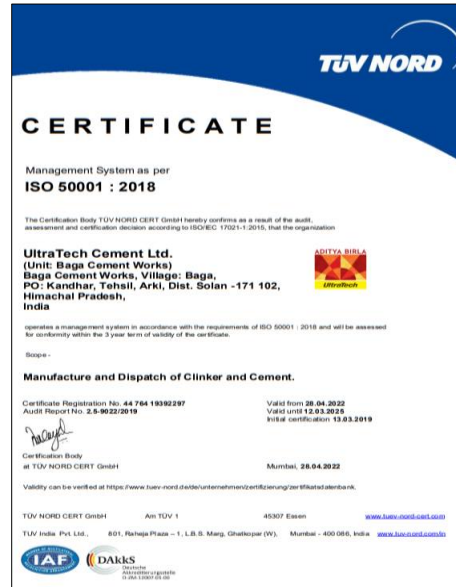 TÜV NORD
CERTIFICATE
Management System as per
ISO 50001 : 2018
The Certification Body TÜV NORD CERT GmbH hereby confirms as a result of the audit,
assessment and certification decision according to ISO/IEC 17021-1:2015, that the organization
UltraTech Cement Ltd.
(Unit: Baga Cement Works)
Baga Cement Works, Village: Baga,
PO: Kandhar, Tehsil, Arki, Dist. Solan -171 102,
Himachal Pradesh,
India
ADITYA BIRLA
UltraTech
operates a management system in accordance with the requirements of ISO 50001 : 2018 and will be assessed
for conformity within the 3 year term of validity of the certificate.
Scope -
Manufacture and Dispatch of Clinker and Cement.
Certificate Registration No. 44 764 19392297
Audit Report No. 2.5-9022/2019
Valid from 28.04.2022
Valid until 12.03.2025
Initial certification 13.03.2019
Certification Body
at TÜV NORD CERT GmbH
Mumbai, 28.04.2022
Validity can be verified at https://www.tuev-nord.de/de/unternehmen/zertifizierung/zertifikatsdatenbank.
TÜV NORD CERT GmbH Am TÜV 1 45307 Essen www.tuev-nord-cert.com
TUV India Pvt. Ltd., 801, Raheja Plaza – 1, L.B.S. Marg, Ghatkopar (W), Mumbai - 400 086, India www.tuev-nord.com/in
IAF
DAkkS
Deutsche
Akkreditierungsstelle